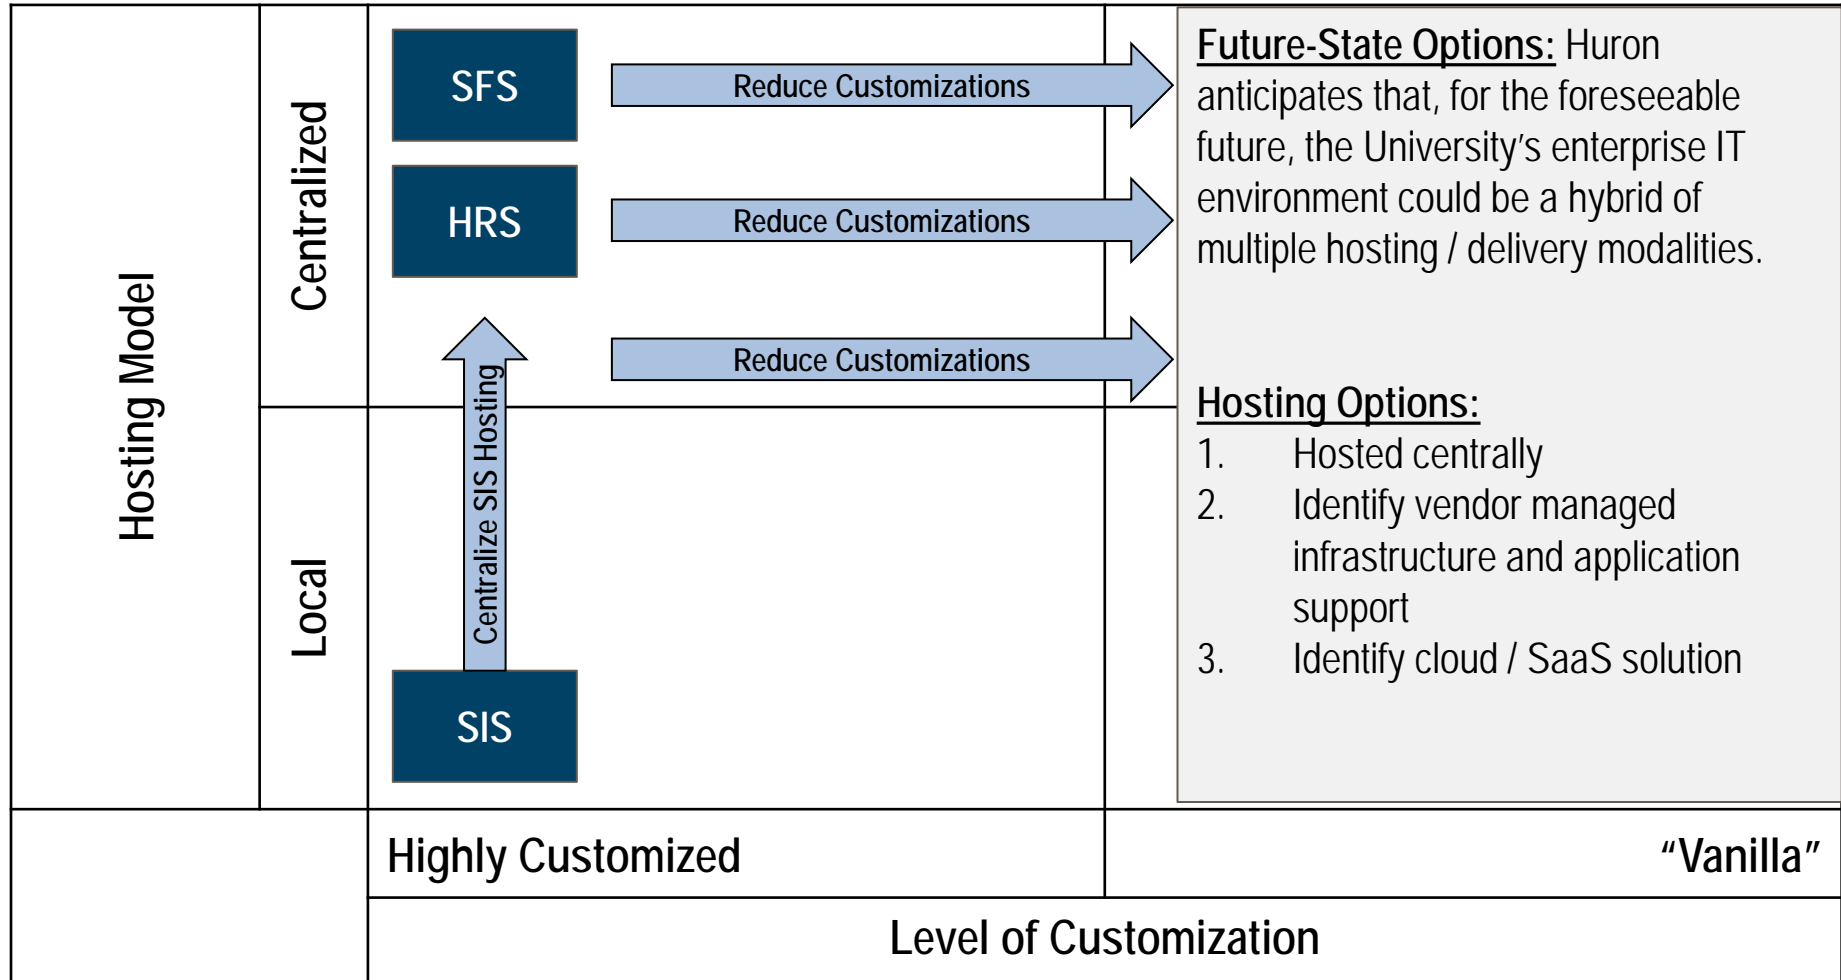 Hosting Model
Centralized
Local
SFS
HRS
SIS
Reduce Customizations
Reduce Customizations
Reduce Customizations
Centralize SIS Hosting
Future-State Options: Huron
anticipates that, for the foreseeable
future, the University’s enterprise IT
environment could be a hybrid of
multiple hosting / delivery modalities.
Hosting Options:
1. Hosted centrally
2. Identify vendor managed
infrastructure and application
support
3. Identify cloud / SaaS solution
Highly Customized
“Vanilla”
Level of Customization